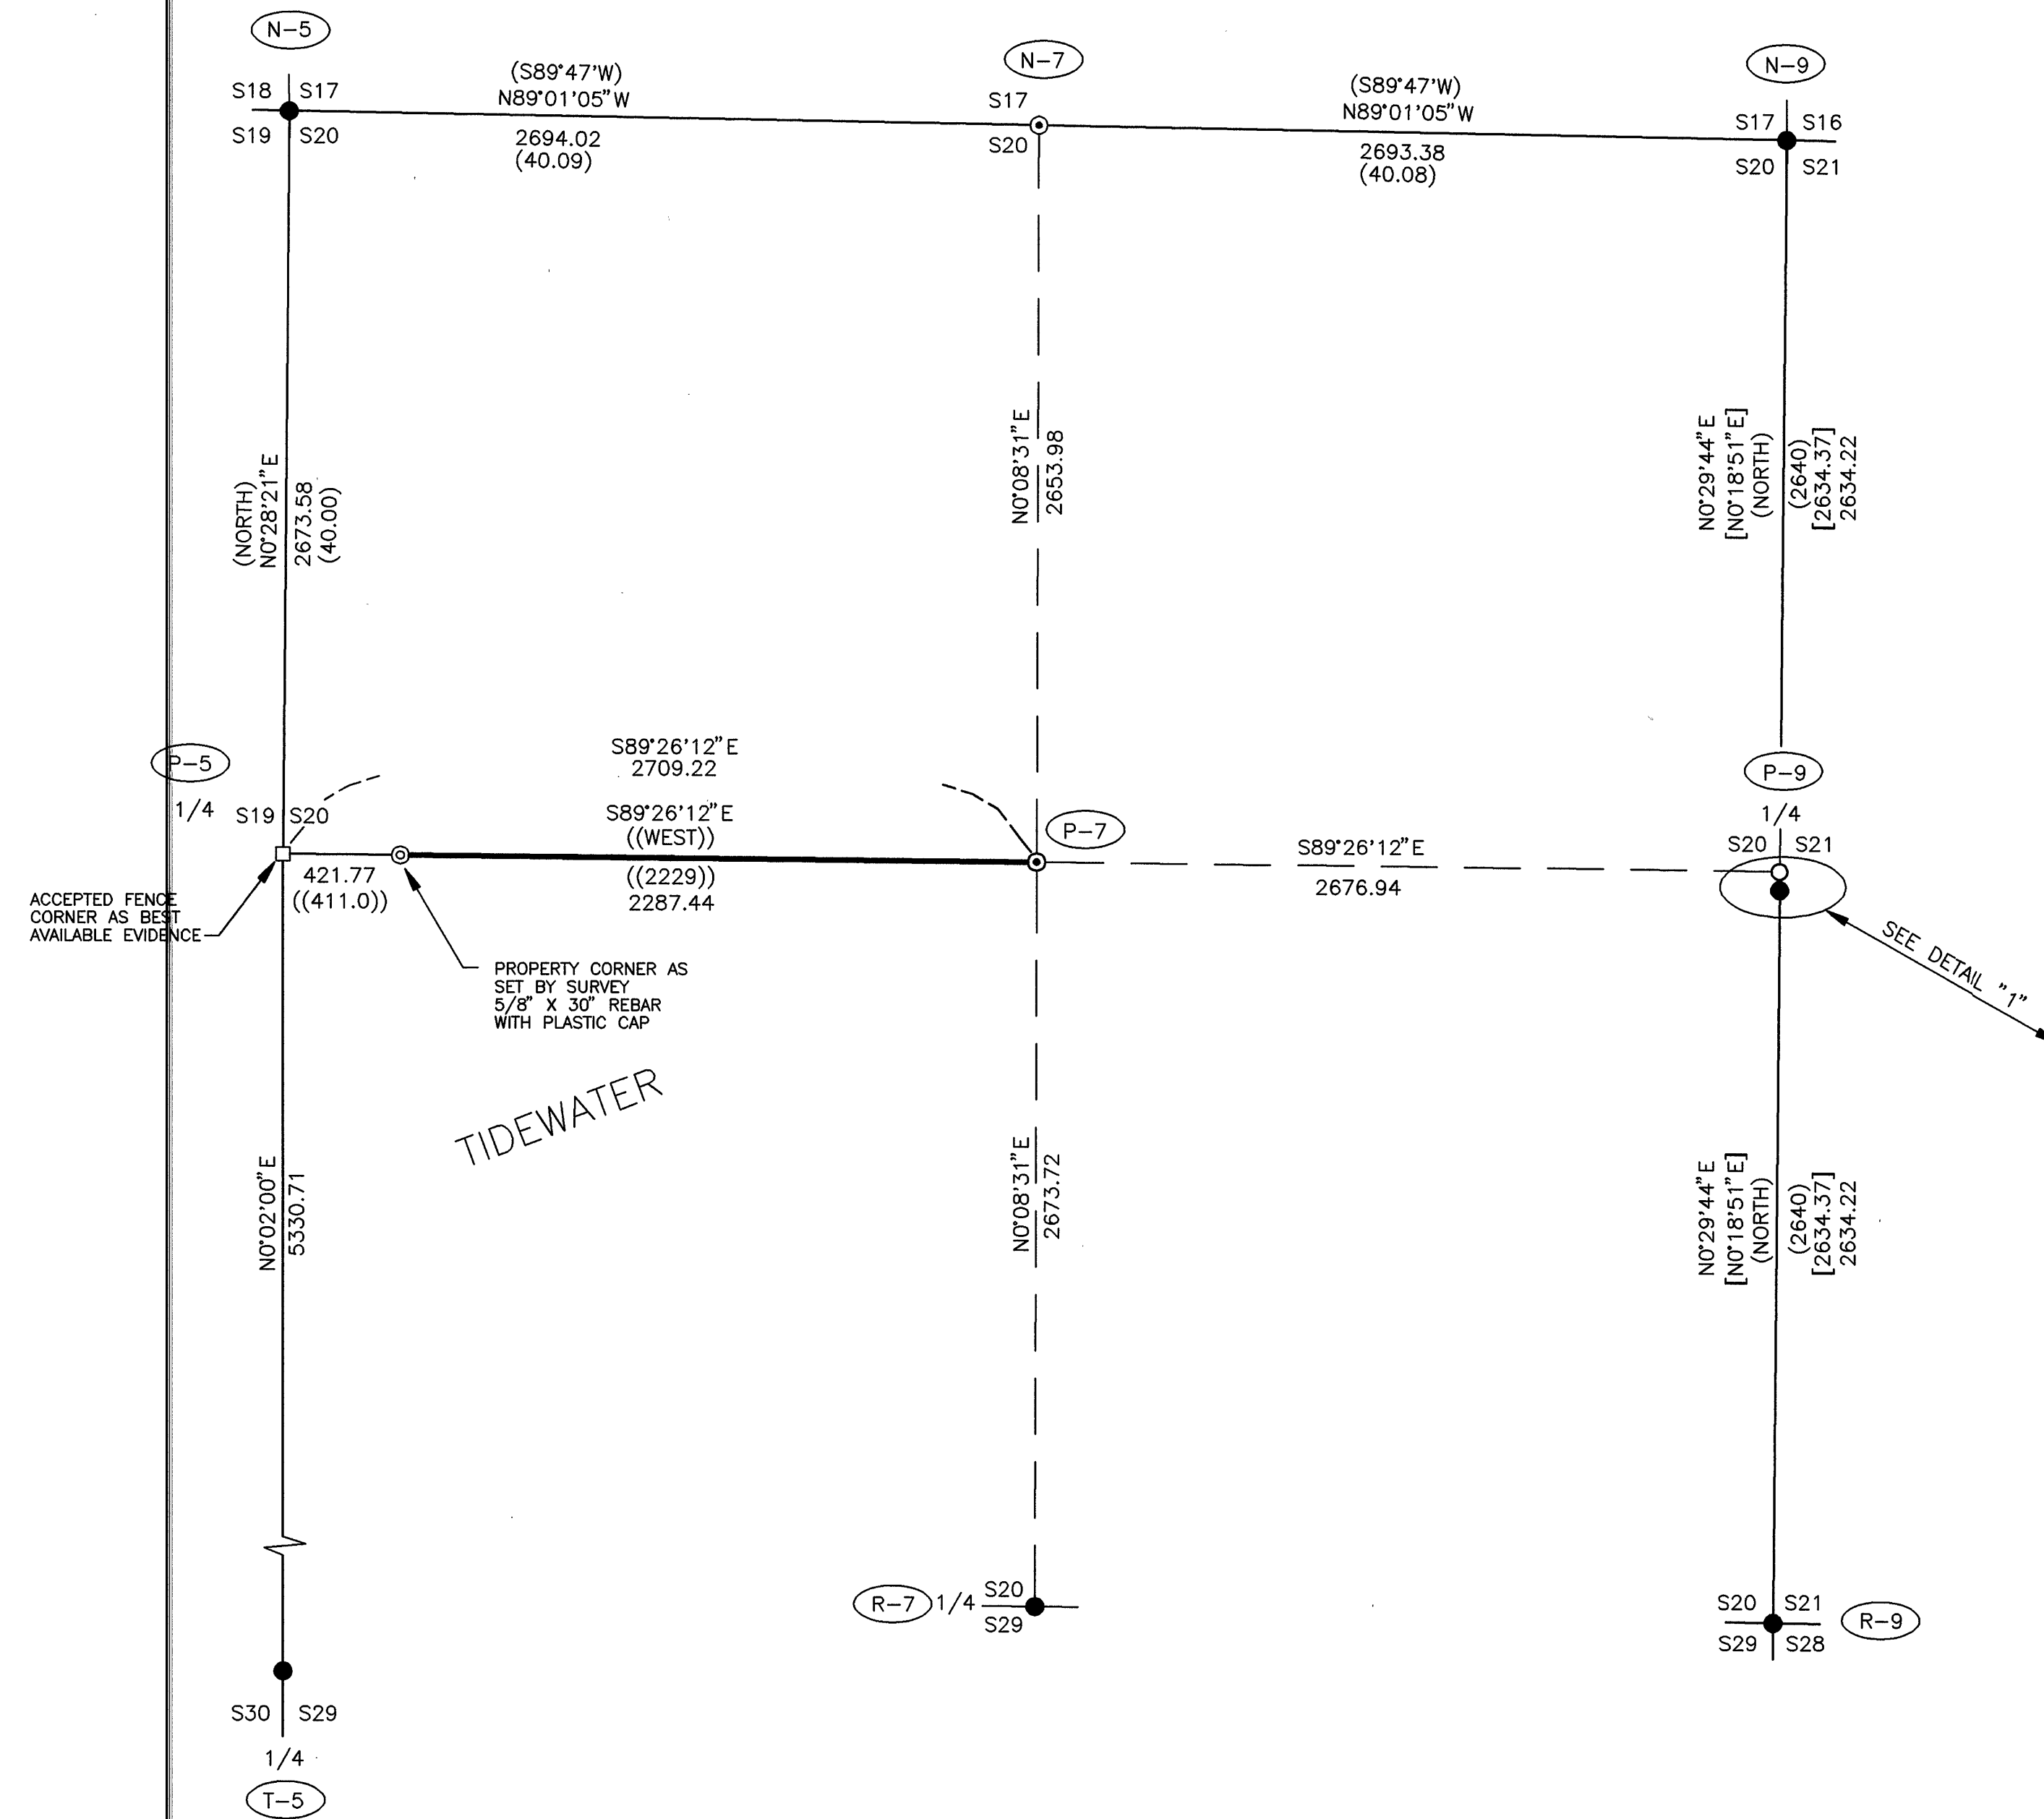 N-5
N-7
N-9
(S89°47'W)
N89°01'05"W
2694.02
(40.09)
(S89°47'W)
N89°01'05"W
2693.38
(40.08)
S18 S17
S19 S20
S17
S20
S17 S16
S20 S21
(NORTH)
N0°28'21"E
2673.58
(40.00)
N0°08'31"E
2653.98
N0°29'44"E
[N0°18'51"E]
(NORTH)
(2640)
[2634.37]
2634.22
P-5
1/4
S19 S20
S89°26'12"E
2709.22
S89°26'12"E
((WEST))
((2229))
2287.44
421.77
((411.0))
P-7
S89°26'12"E
2676.94
P-9
1/4
S20 S21
ACCEPTED FENCE
CORNER AS BEST
AVAILABLE EVIDENCE
PROPERTY CORNER AS
SET BY SURVEY
5/8" X 30" REBAR
WITH PLASTIC CAP
SEE DETAIL "1"
TIDEWATER
N0°02'00"E
5330.71
N0°08'31"E
2673.72
N0°29'44"E
[N0°18'51"E]
(NORTH)
(2640)
[2634.37]
2634.22
R-7 1/4 S20
S29
S20 S21
S29 S28
R-9
S30 S29
1/4
T-5